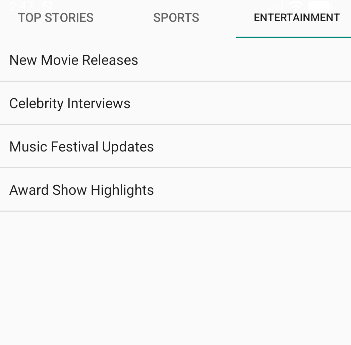 TOP STORIES SPORTS ENTERTAINMENT
New Movie Releases
Celebrity Interviews
Music Festival Updates
Award Show Highlights